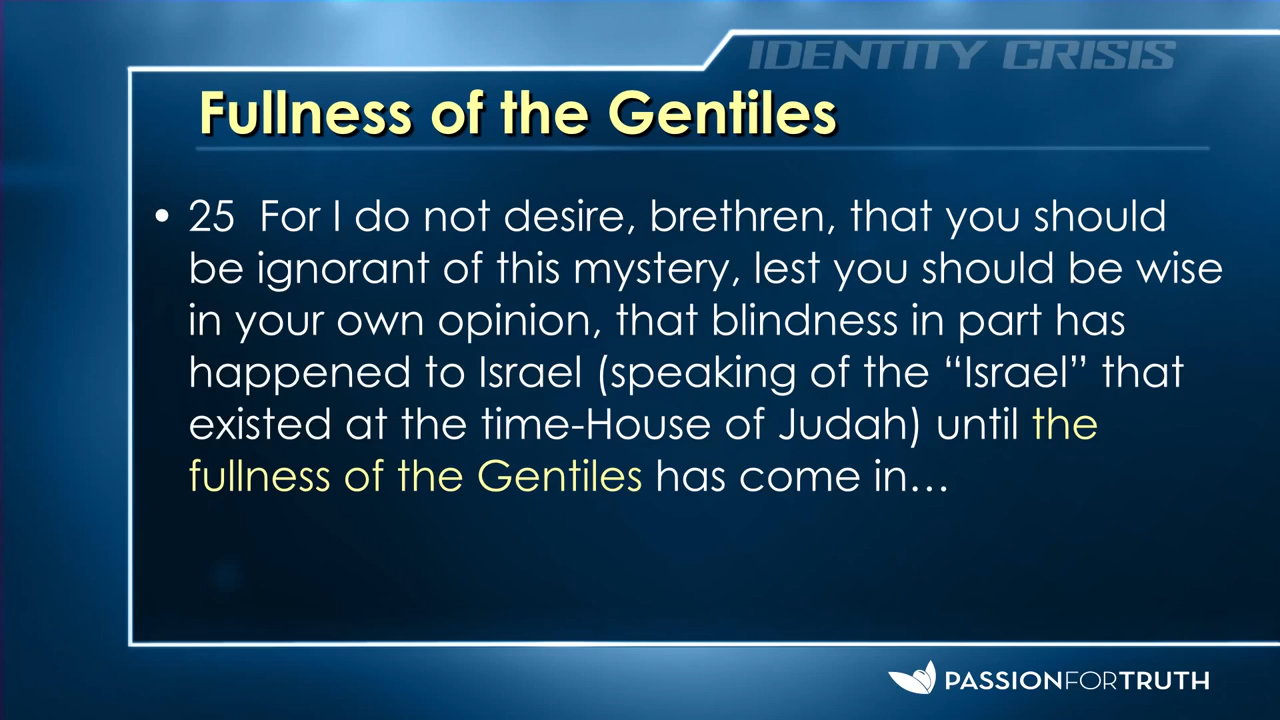 IDENTITY CRISIS
Fullness of the Gentiles
• 25  For I do not desire, brethren, that you should
be ignorant of this mystery, lest you should be wise
in your own opinion, that blindness in part has
happened to Israel (speaking of the “Israel” that
existed at the time-House of Judah) until the
fullness of the Gentiles has come in…
PASSIONFORTRUTH